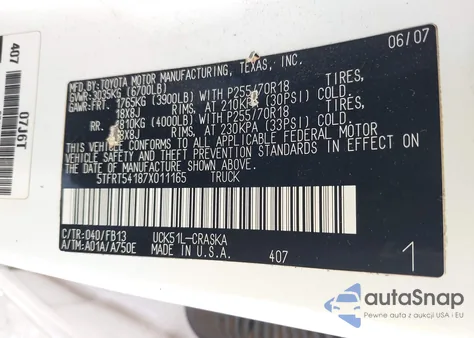 06/07
MFD.BY:TOYOTA MOTOR MANUFACTURING, TEXAS, INC.
GVWR: 3035KG (6700LB)
GAWR:FRT. 1765KG (3900LB) WITH P255/70R18 TIRES,
18X8J RIMS, AT 210KPA (30PSI) COLD.
RR. 1810KG (4000LB) WITH P255/70R18 TIRES,
18X8J RIMS, AT 230KPA (33PSI) COLD.
THIS VEHICLE CONFORMS TO ALL APPLICABLE FEDERAL MOTOR
VEHICLE SAFETY AND THEFT PREVENTION STANDARDS IN EFFECT ON
THE DATE OF MANUFACTURE SHOWN ABOVE.
5TFRT54187X011165 TRUCK
C/TR: 040/FB13 UCK51L-CRASKA
A/TM: A01A/A750E MADE IN U.S.A. 407
1
407
07J6T
autoSnap
Pewne auta z aukcji USA i EU